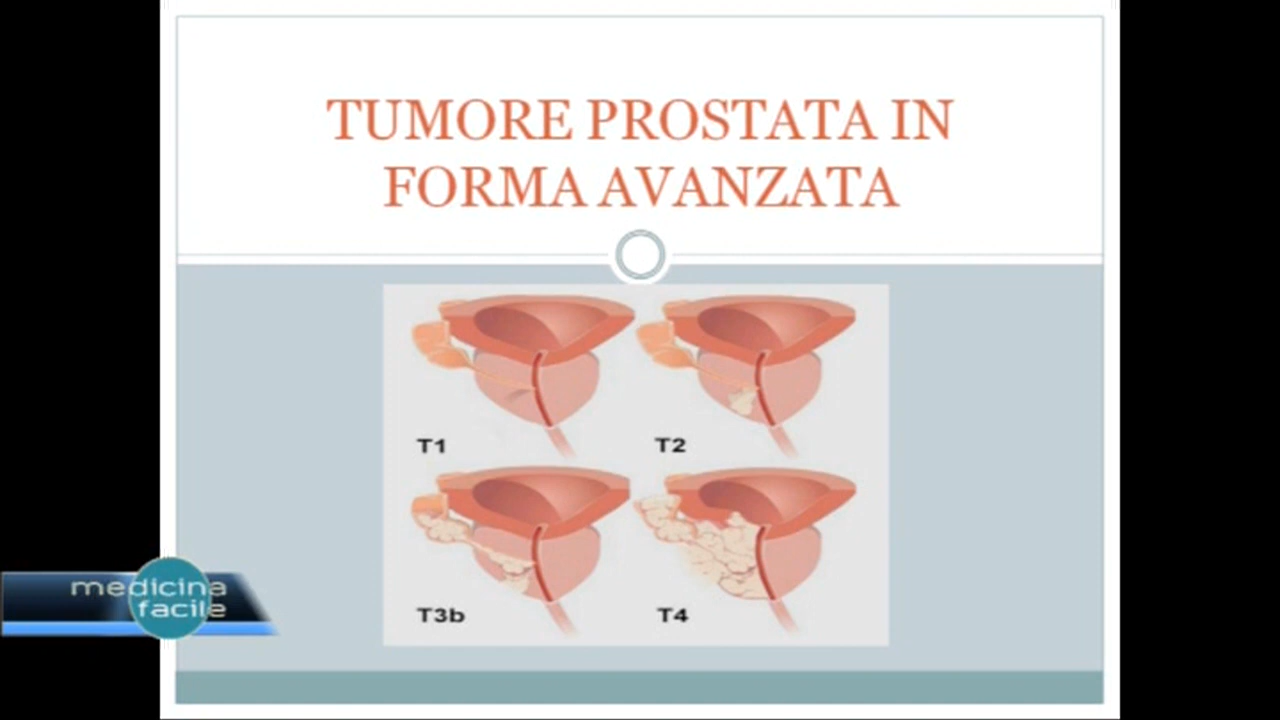 TUMORE PROSTATA IN
FORMA AVANZATA
T1
T2
T3b
T4
medicina
facile